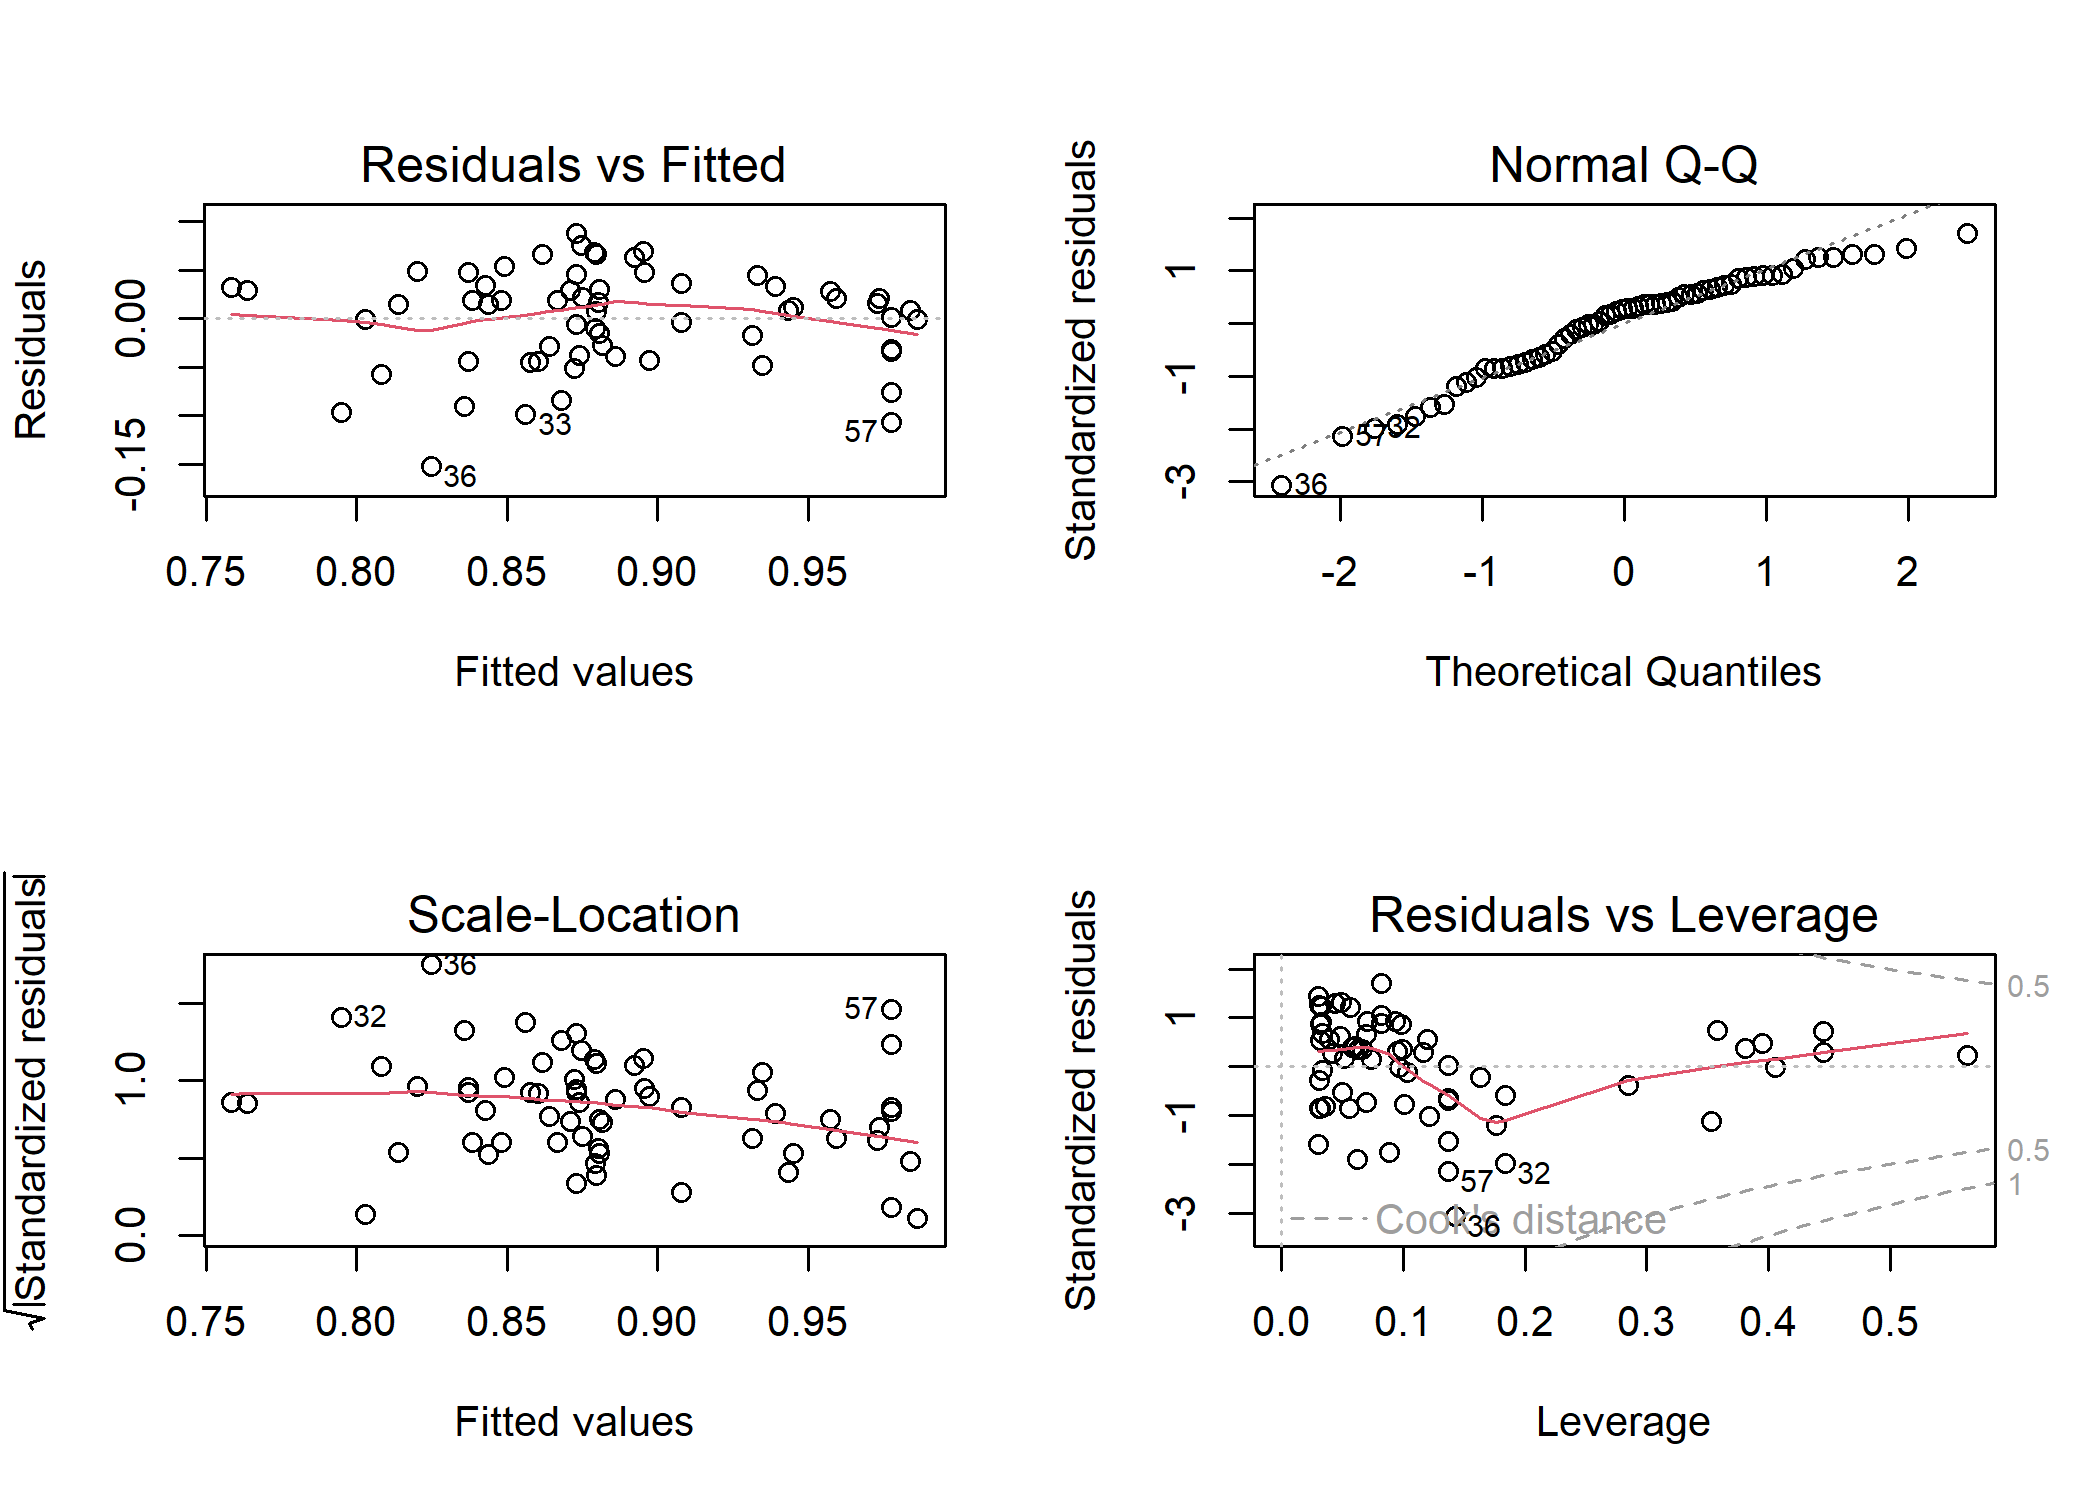 Residuals vs Fitted
Residuals
0.00
-0.15
33
57
36
0.75 0.80 0.85 0.90 0.95
Fitted values
Normal Q-Q
Standardized residuals
1
-1
-3
57
32
36
-2 -1 0 1 2
Theoretical Quantiles
Scale-Location
√|Standardized residuals|
1.0
0.0
36
32
57
0.75 0.80 0.85 0.90 0.95
Fitted values
Residuals vs Leverage
Standardized residuals
1
-1
-3
0.5
0.5
1
57
32
Cook's distance
36
0.0 0.1 0.2 0.3 0.4 0.5
Leverage